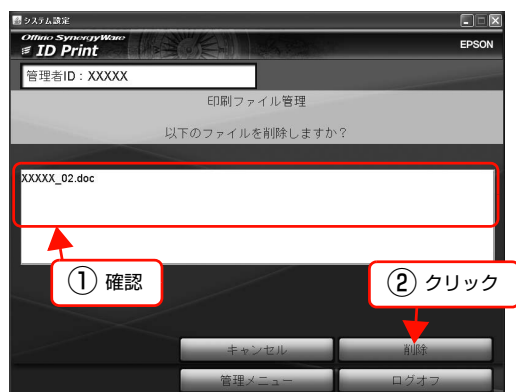 システム設定
Offirio SynergyWare
ID Print
EPSON
管理者ID：XXXXX
印刷ファイル管理
以下のファイルを削除しますか？
XXXXX_02.doc
① 確認
② クリック
キャンセル
削除
管理メニュー
ログオフ